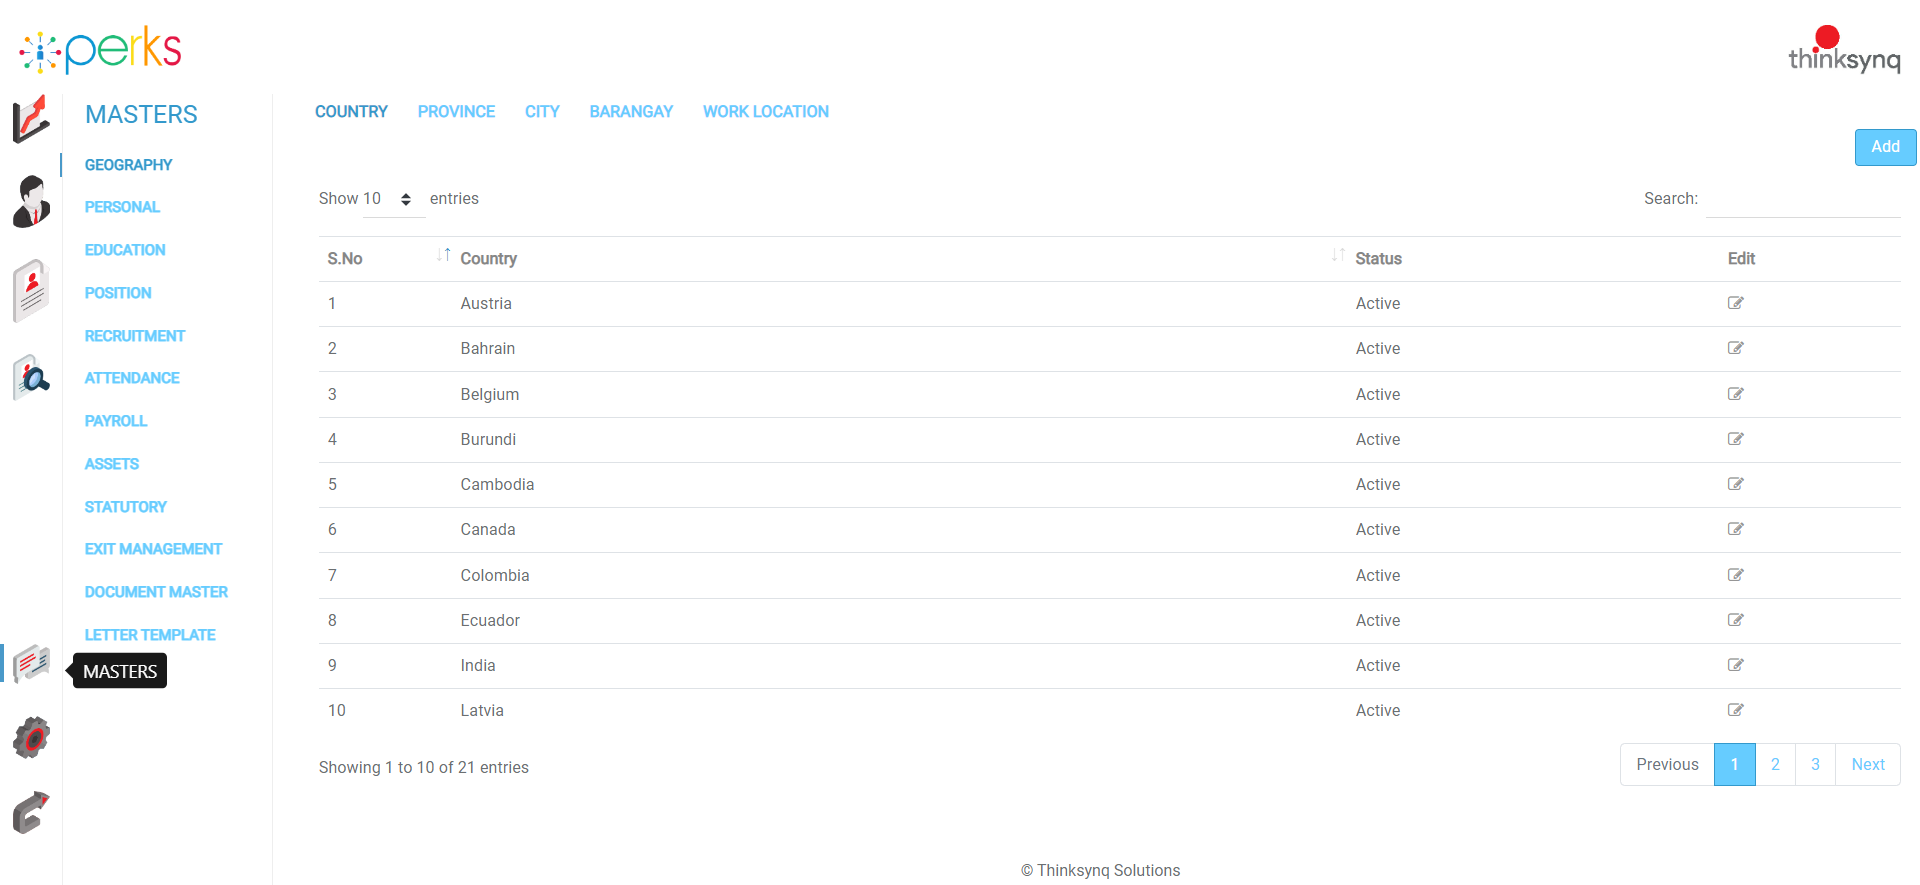 perks
thinksynq
MASTERS
GEOGRAPHY
PERSONAL
EDUCATION
POSITION
RECRUITMENT
ATTENDANCE
PAYROLL
ASSETS
STATUTORY
EXIT MANAGEMENT
DOCUMENT MASTER
LETTER TEMPLATE
MASTERS
COUNTRY PROVINCE CITY BARANGAY WORK LOCATION
Add
Show 10 entries Search:
S.No Country Status Edit
1 Austria Active
2 Bahrain Active
3 Belgium Active
4 Burundi Active
5 Cambodia Active
6 Canada Active
7 Colombia Active
8 Ecuador Active
9 India Active
10 Latvia Active
Showing 1 to 10 of 21 entries
Previous 1 2 3 Next
© Thinksynq Solutions